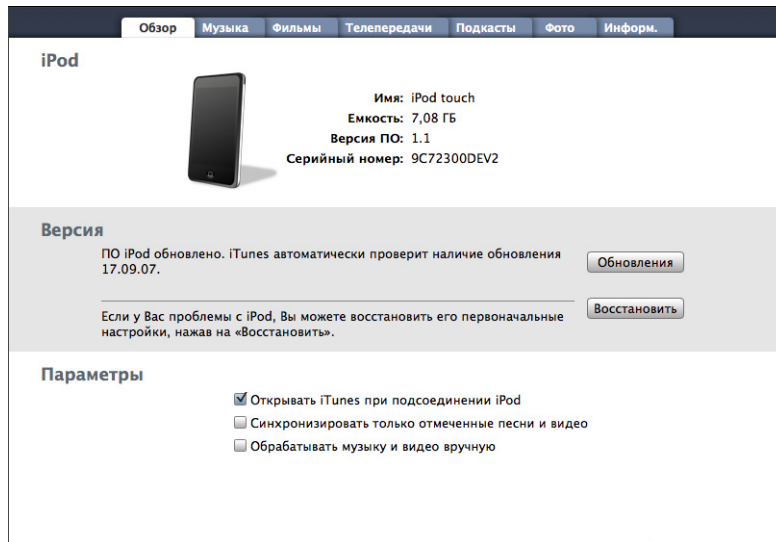 Обзор Музыка Фильмы Телепередачи Подкасты Фото Информ.
iPod
Имя: iPod touch
Емкость: 7,08 ГБ
Версия ПО: 1.1
Серийный номер: 9C72300DEV2
Версия
ПО iPod обновлено. iTunes автоматически проверит наличие обновления
17.09.07.
Обновления
Если у Вас проблемы с iPod, Вы можете восстановить его первоначальные
настройки, нажав на «Восстановить».
Восстановить
Параметры
Открывать iTunes при подсоединении iPod
Синхронизировать только отмеченные песни и видео
Обрабатывать музыку и видео вручную